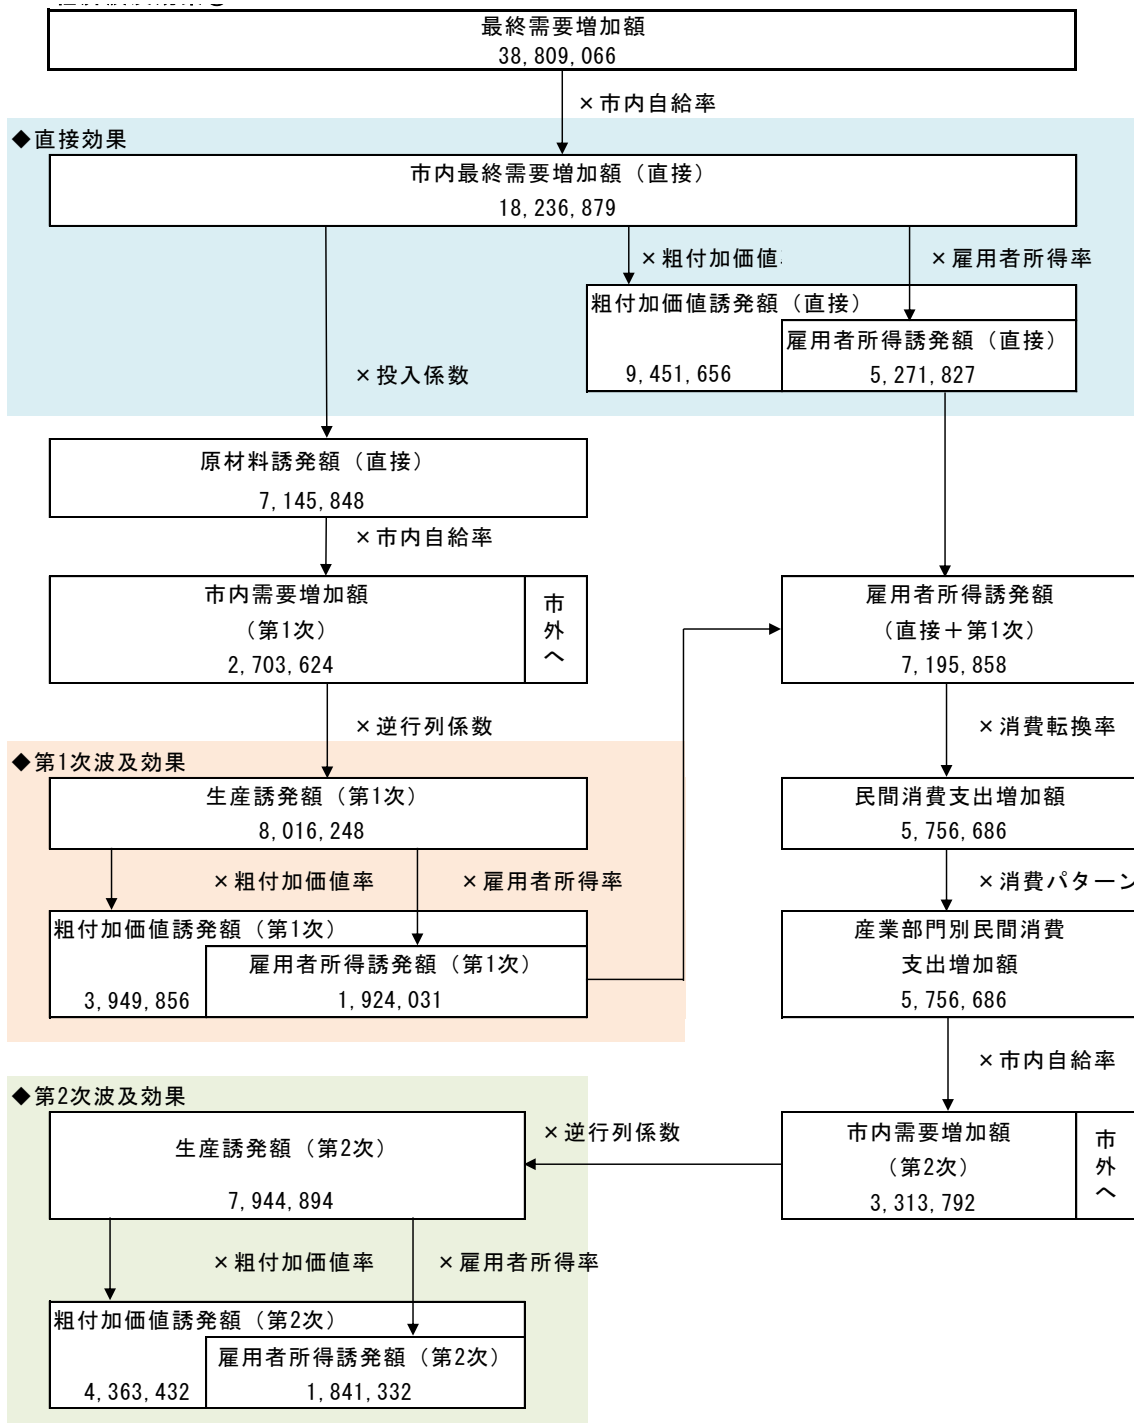 最終需要増加額
38,809,066
×市内自給率
◆直接効果
市内最終需要増加額（直接）
18,236,879
×粗付加価値
×雇用者所得率
粗付加価値誘発額（直接）
雇用者所得誘発額（直接）
9,451,656
5,271,827
×投入係数
原材料誘発額（直接）
7,145,848
×市内自給率
市内需要増加額
（第1次）
2,703,624
市外へ
雇用者所得誘発額
（直接＋第1次）
7,195,858
×逆行列係数
×消費転換率
◆第1次波及効果
生産誘発額（第1次）
8,016,248
民間消費支出増加額
5,756,686
×粗付加価値率
×雇用者所得率
×消費パターン
粗付加価値誘発額（第1次）
雇用者所得誘発額（第1次）
3,949,856
1,924,031
産業部門別民間消費
支出増加額
5,756,686
×市内自給率
◆第2次波及効果
生産誘発額（第2次）
7,944,894
×逆行列係数
市内需要増加額
（第2次）
3,313,792
市外へ
×粗付加価値率
×雇用者所得率
粗付加価値誘発額（第2次）
雇用者所得誘発額（第2次）
4,363,432
1,841,332